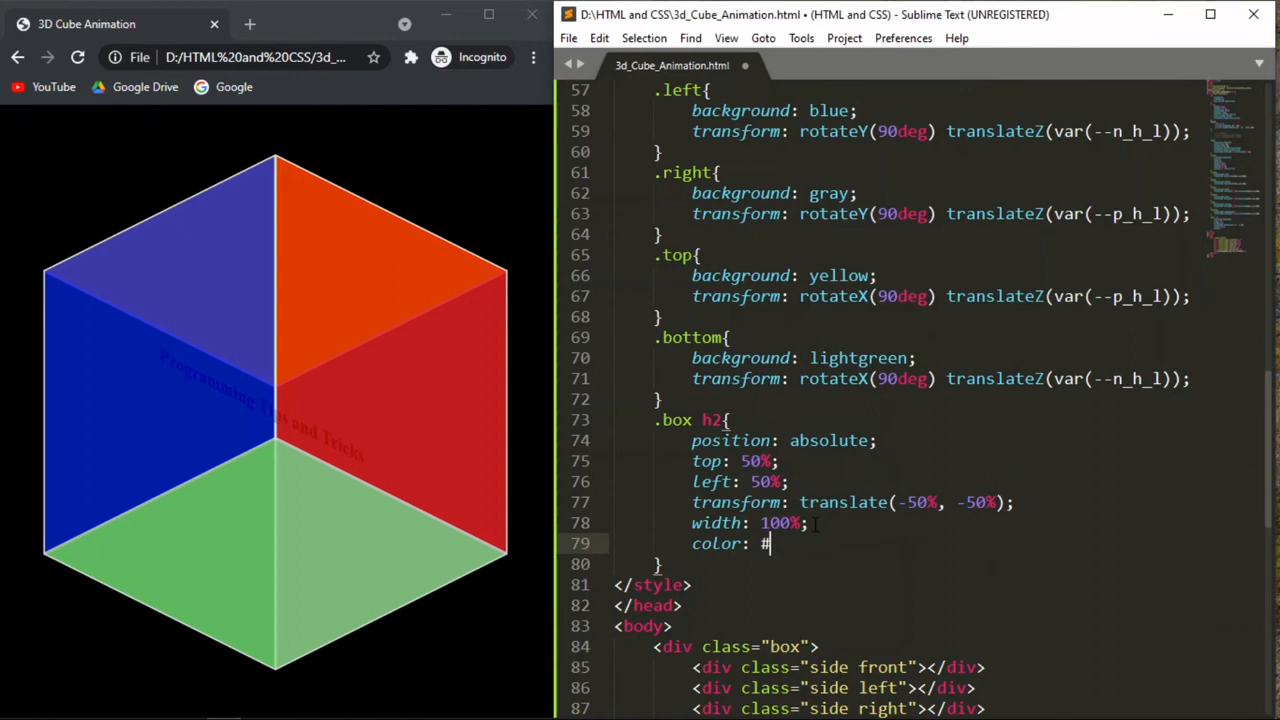 3D Cube Animation
File D:/HTML%20and%20CSS/3d_...
Incognito
YouTube Google Drive Google
Programming Tips and Tricks
D:\HTML and CSS\3d_Cube_Animation.html • (HTML and CSS) - Sublime Text (UNREGISTERED)
File Edit Selection Find View Goto Tools Project Preferences Help
3d_Cube_Animation.html
57 .left{
58 background: blue;
59 transform: rotateY(90deg) translateZ(var(--n_h_l));
60 }
61 .right{
62 background: gray;
63 transform: rotateY(90deg) translateZ(var(--p_h_l));
64 }
65 .top{
66 background: yellow;
67 transform: rotateX(90deg) translateZ(var(--p_h_l));
68 }
69 .bottom{
70 background: lightgreen;
71 transform: rotateX(90deg) translateZ(var(--n_h_l));
72 }
73 .box h2{
74 position: absolute;
75 top: 50%;
76 left: 50%;
77 transform: translate(-50%, -50%);
78 width: 100%;
79 color: #
80 }
81 </style>
82 </head>
83 <body>
84 <div class="box">
85 <div class="side front"></div>
86 <div class="side left"></div>
87 <div class="side right"></div>